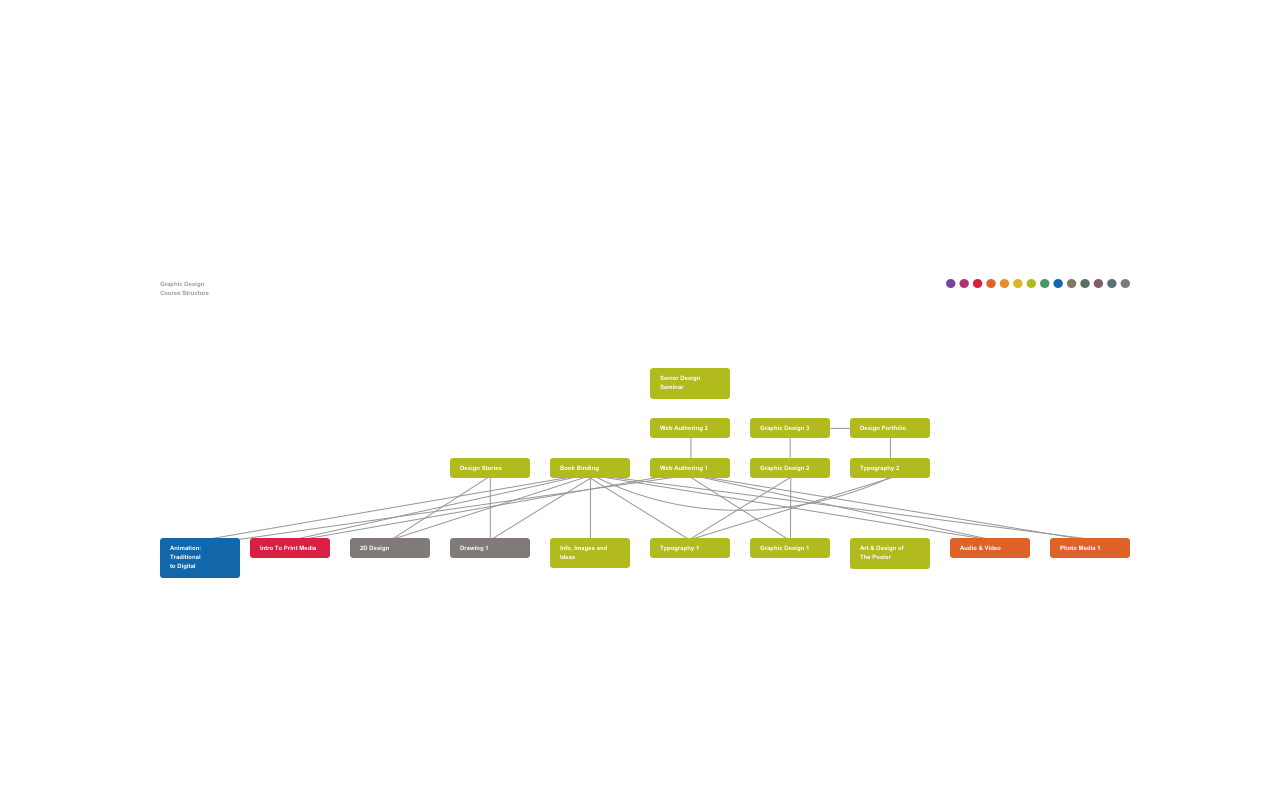 Graphic Design
Course Structure
Senior Design
Seminar
Web Authoring 2
Graphic Design 3
Design Portfolio
Design Stories
Book Binding
Web Authoring 1
Graphic Design 2
Typography 2
Animation:
Traditional
to Digital
Intro To Print Media
2D Design
Drawing 1
Info, Images and
Ideas
Typography 1
Graphic Design 1
Art & Design of
The Poster
Audio & Video
Photo Media 1